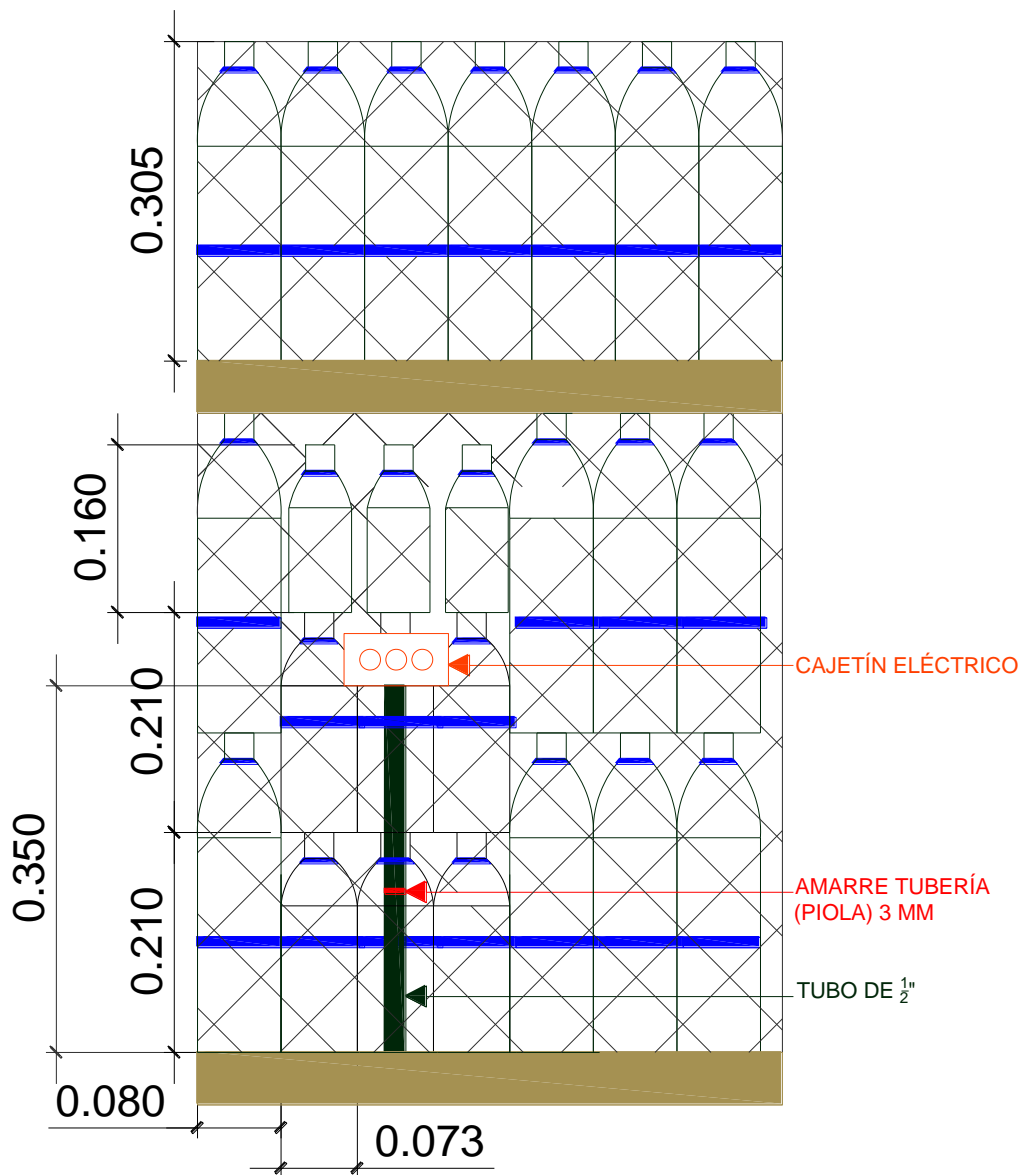 0.305
0.160
CAJETÍN ELÉCTRICO
0.210
0.350
AMARRE TUBERÍA
(PIOLA) 3 MM
0.210
TUBO DE ½"
0.080
0.073